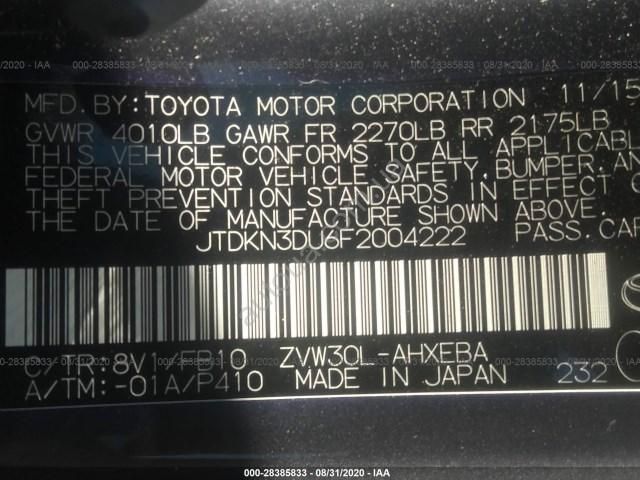 000-28385833 - 08/31/2020 - IAA
MFD. BY: TOYOTA MOTOR CORPORATION 11/15
GVWR 4010LB GAWR FR 2270LB RR 2175LB
THIS VEHICLE CONFORMS TO ALL APPLICABL
FEDERAL MOTOR VEHICLE SAFETY, BUMPER, AN
THEFT PREVENTION STANDARDS IN EFFECT O
THE DATE OF MANUFACTURE SHOWN ABOVE.
JTDKN3DU6F2004222 PASS. CAR
C/TR: 8V1/FB10 ZVW30L-AHXEBA
A/TM: -01A/P410 MADE IN JAPAN 232
000-28385833 - 08/31/2020 - IAA